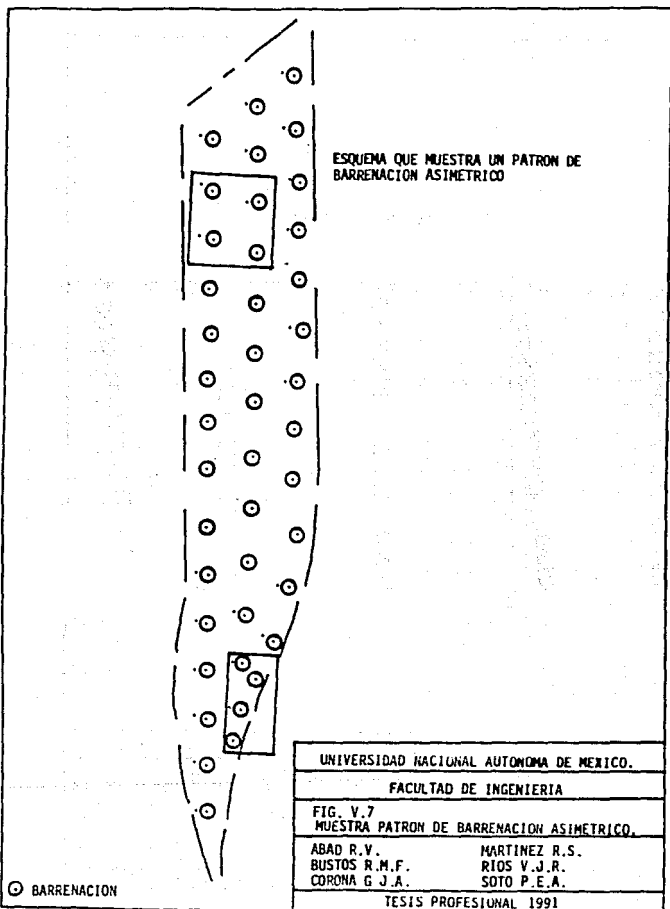 ESQUEMA QUE MUESTRA UN PATRON DE
BARRENACION ASIMETRICO
UNIVERSIDAD NACIONAL AUTONOMA DE MEXICO.
FACULTAD DE INGENIERIA
FIG. V.7
MUESTRA PATRON DE BARRENACION ASIMETRICO.
ABAD R.V. MARTINEZ R.S.
BUSTOS R.M.F. RIOS V.J.R.
CORONA G J.A. SOTO P.E.A.
TESIS PROFESIONAL 1991
BARRENACION